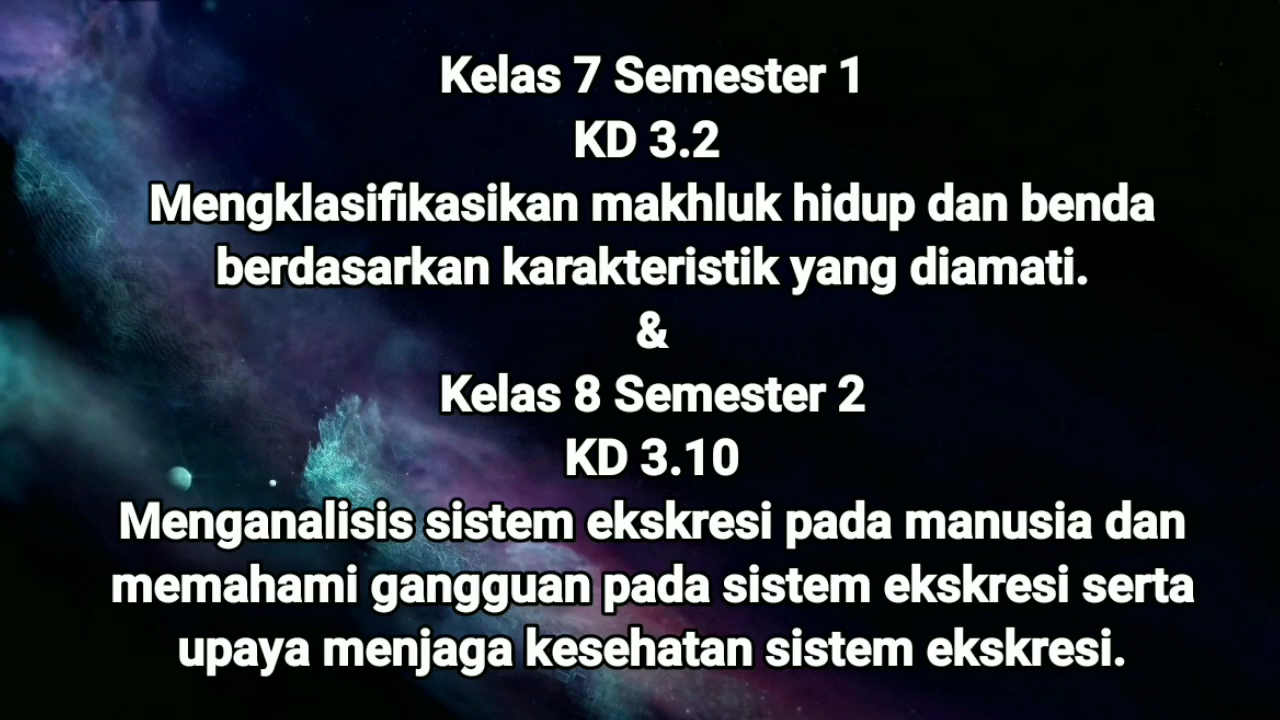 Kelas 7 Semester 1
KD 3.2
Mengklasifikasikan makhluk hidup dan benda
berdasarkan karakteristik yang diamati.
&
Kelas 8 Semester 2
KD 3.10
Menganalisis sistem ekskresi pada manusia dan
memahami gangguan pada sistem ekskresi serta
upaya menjaga kesehatan sistem ekskresi.